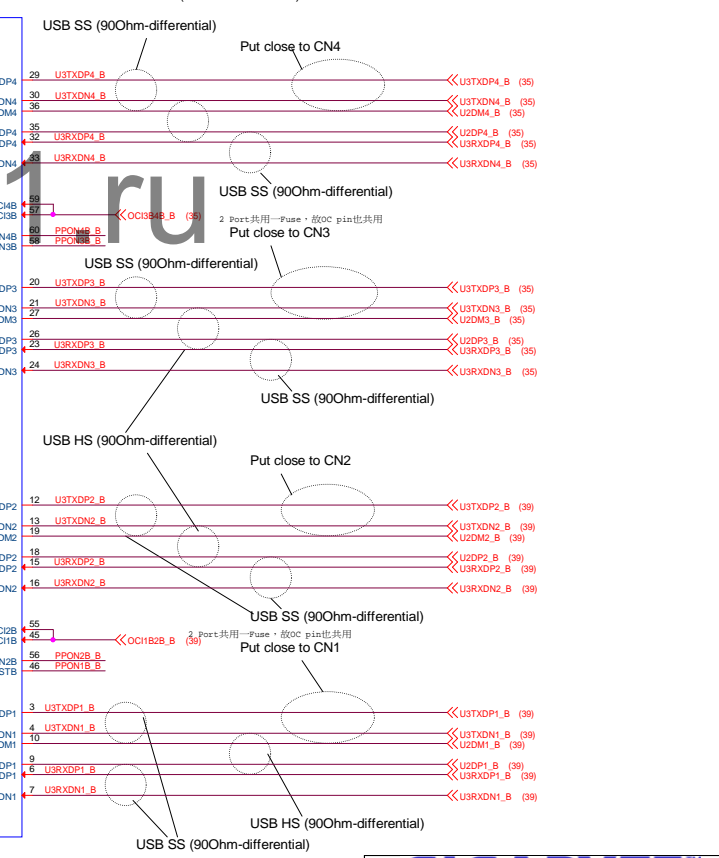 USB SS (90Ohm-differential)
Put close to CN4
DP4 29 U3TXDP4_B U3TXDP4_B (35)
DN4 30 U3TXDN4_B U3TXDN4_B (35)
DM4 36 U2DM4_B (35)
DP4 35 U2DP4_B (35)
DP4 32 U3RXDP4_B U3RXDP4_B (35)
DN4 33 U3RXDN4_B U3RXDN4_B (35)
1.ru
USB SS (90Ohm-differential)
CI4B 59
CI3B 57 OCI3B4B_B (35) 2 Port共用一Fuse，故OC pin也共用
N4B 60 PPON4B_B Put close to CN3
N3B 58 PPON3B_B
USB SS (90Ohm-differential)
DP3 20 U3TXDP3_B U3TXDP3_B (35)
DN3 21 U3TXDN3_B U3TXDN3_B (35)
DM3 27 U2DM3_B (35)
DP3 26 U2DP3_B (35)
DP3 23 U3RXDP3_B U3RXDP3_B (35)
DN3 24 U3RXDN3_B U3RXDN3_B (35)
USB SS (90Ohm-differential)
USB HS (90Ohm-differential)
Put close to CN2
DP2 12 U3TXDP2_B U3TXDP2_B (39)
DN2 13 U3TXDN2_B U3TXDN2_B (39)
DM2 19 U2DM2_B (39)
DP2 18 U2DP2_B (39)
DP2 15 U3RXDP2_B U3RXDP2_B (39)
DN2 16 U3RXDN2_B U3RXDN2_B (39)
USB SS (90Ohm-differential)
CI2B 55
CI1B 45 OCI1B2B_B (39) 2 Port共用一Fuse，故OC pin也共用
Put close to CN1
N2B 56 PPON2B_B
STB 46 PPON1B_B
DP1 3 U3TXDP1_B U3TXDP1_B (39)
DN1 4 U3TXDN1_B U3TXDN1_B (39)
DM1 10 U2DM1_B (39)
DP1 9 U2DP1_B (39)
DP1 6 U3RXDP1_B U3RXDP1_B (39)
DN1 7 U3RXDN1_B U3RXDN1_B (39)
USB HS (90Ohm-differential)
USB SS (90Ohm-differential)